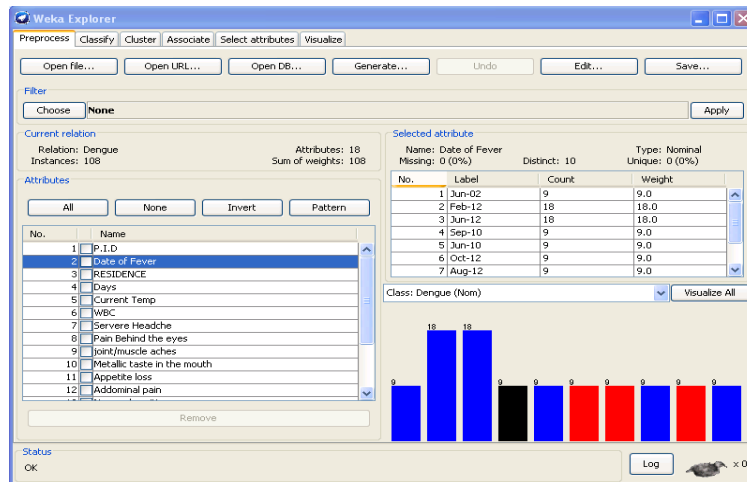 Weka Explorer
Preprocess Classify Cluster Associate Select attributes Visualize
Open file... Open URL... Open DB... Generate... Undo Edit... Save...
Filter
Choose None Apply
Current relation
Relation: Dengue Attributes: 18
Instances: 108 Sum of weights: 108
Attributes
All None Invert Pattern
No. Name
1 P.I.D
2 Date of Fever
3 RESIDENCE
4 Days
5 Current Temp
6 WBC
7 Servere Headche
8 Pain Behind the eyes
9 joint/muscle aches
10 Metallic taste in the mouth
11 Appetite loss
12 Addominal pain
Remove
Selected attribute
Name: Date of Fever Type: Nominal
Missing: 0 (0%) Distinct: 10 Unique: 0 (0%)
No. Label Count Weight
1 Jun-02 9 9.0
2 Feb-12 18 18.0
3 Jun-12 18 18.0
4 Sep-10 9 9.0
5 Jun-10 9 9.0
6 Oct-12 9 9.0
7 Aug-12 9 9.0
Class: Dengue (Nom) Visualize All
9 18 18 9 9 9 9 9 9 9
Status
OK
Log x 0